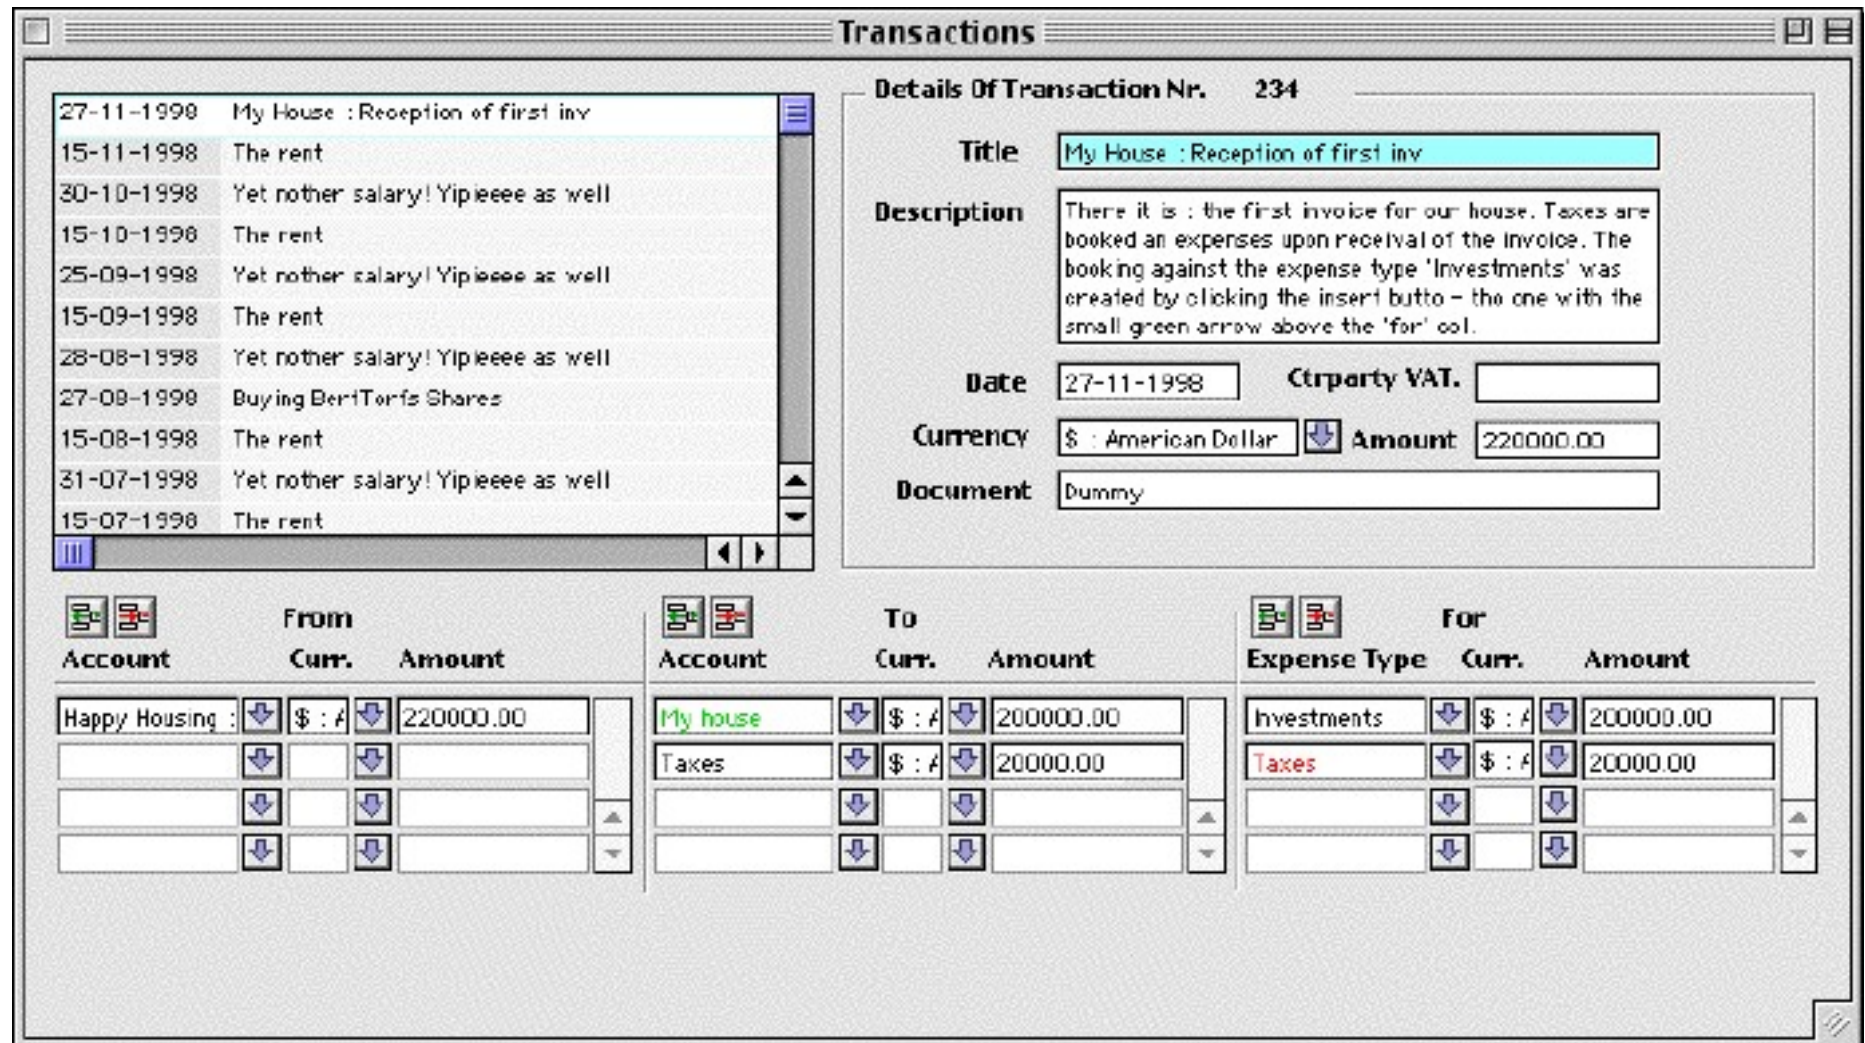 Transactions
27-11-1998 My House : Reception of first inv
15-11-1998 The rent
30-10-1998 Yet nother salary! Yipieeee as well
15-10-1998 The rent
25-09-1998 Yet nother salary! Yipieeee as well
15-09-1998 The rent
28-08-1998 Yet nother salary! Yipieeee as well
27-08-1998 Buying BertTorfs Shares
15-08-1998 The rent
31-07-1998 Yet nother salary! Yipieeee as well
15-07-1998 The rent
Details Of Transaction Nr. 234
Title My House : Reception of first inv
Description There it is : the first invoice for our house. Taxes are
booked an expenses upon receival of the invoice. The
booking against the expense type 'Investments' was
created by clicking the insert butto - tho one with the
small green arrow above the 'for' col.
Date 27-11-1998 Ctrparty VAT.
Currency $ : American Dollar Amount 220000.00
Document Dummy
From To For
Account Curr. Amount Account Curr. Amount Expense Type Curr. Amount
Happy Housing : $ : 220000.00 My house $ : 200000.00 Investments $ : 200000.00
Taxes $ : 20000.00 Taxes $ : 20000.00